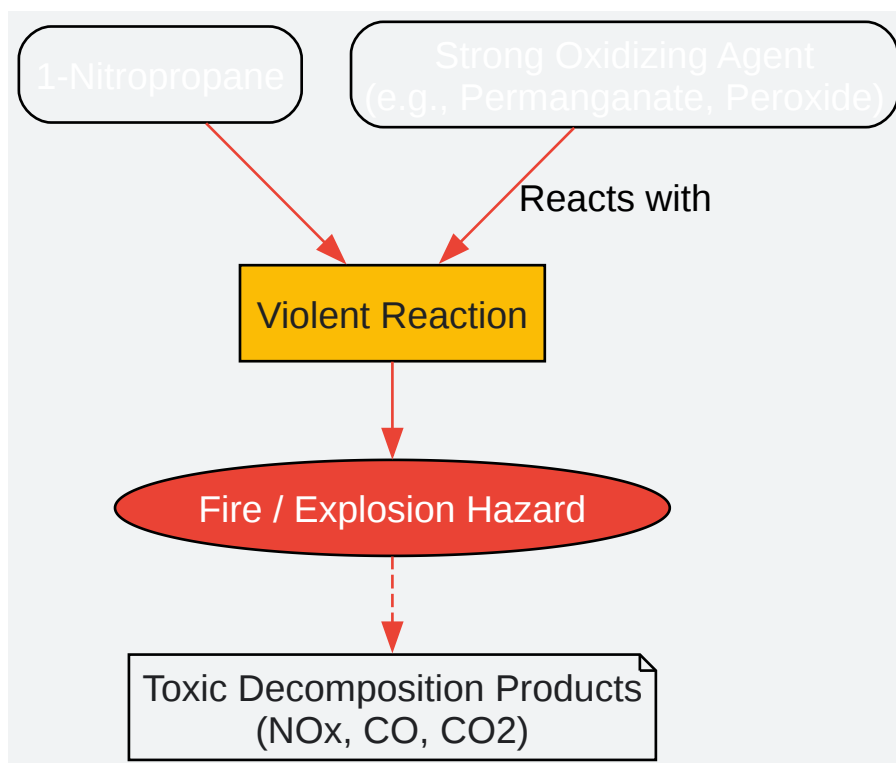 1-Nitropropane
Strong Oxidizing Agent
(e.g., Permanganate, Peroxide)
Reacts with
Violent Reaction
Fire / Explosion Hazard
Toxic Decomposition Products
(NOx, CO, CO2)